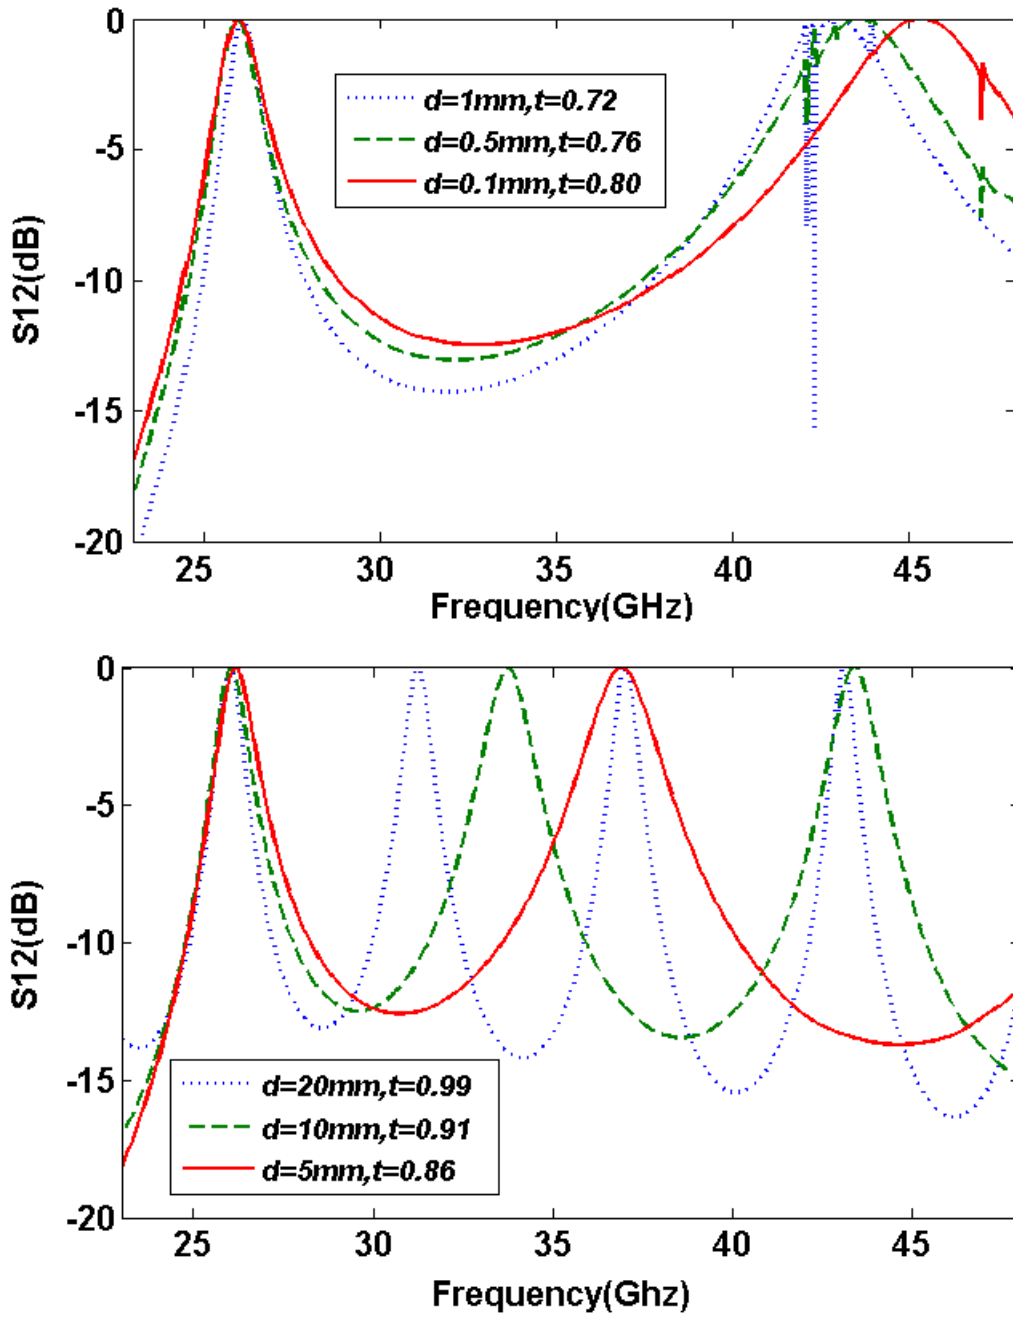 0
-5
-10
-15
-20
S12(dB)
d=1mm,t=0.72
d=0.5mm,t=0.76
d=0.1mm,t=0.80
25 30 35 40 45
Frequency(GHz)
0
-5
-10
-15
-20
S12(dB)
d=20mm,t=0.99
d=10mm,t=0.91
d=5mm,t=0.86
25 30 35 40 45
Frequency(Ghz)